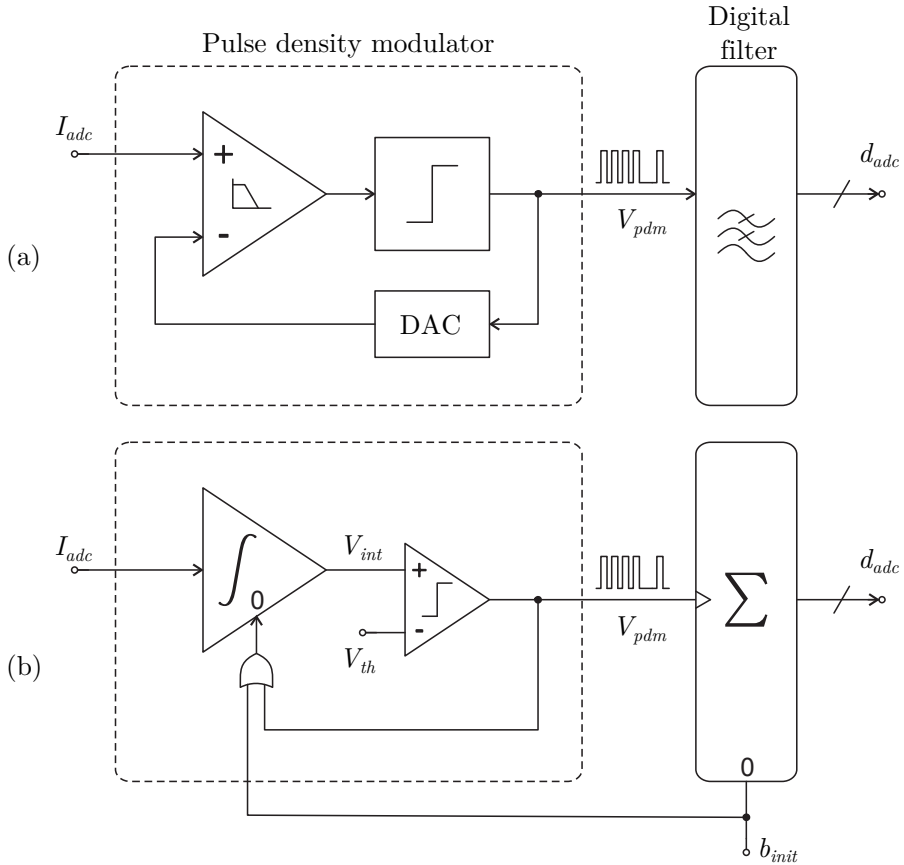 Pulse density modulator
Digital
filter
I_adc
+
-
DAC
V_pdm
d_adc
(a)
I_adc
∫
0
V_int
+
-
V_th
V_pdm
Σ
d_adc
(b)
0
b_init